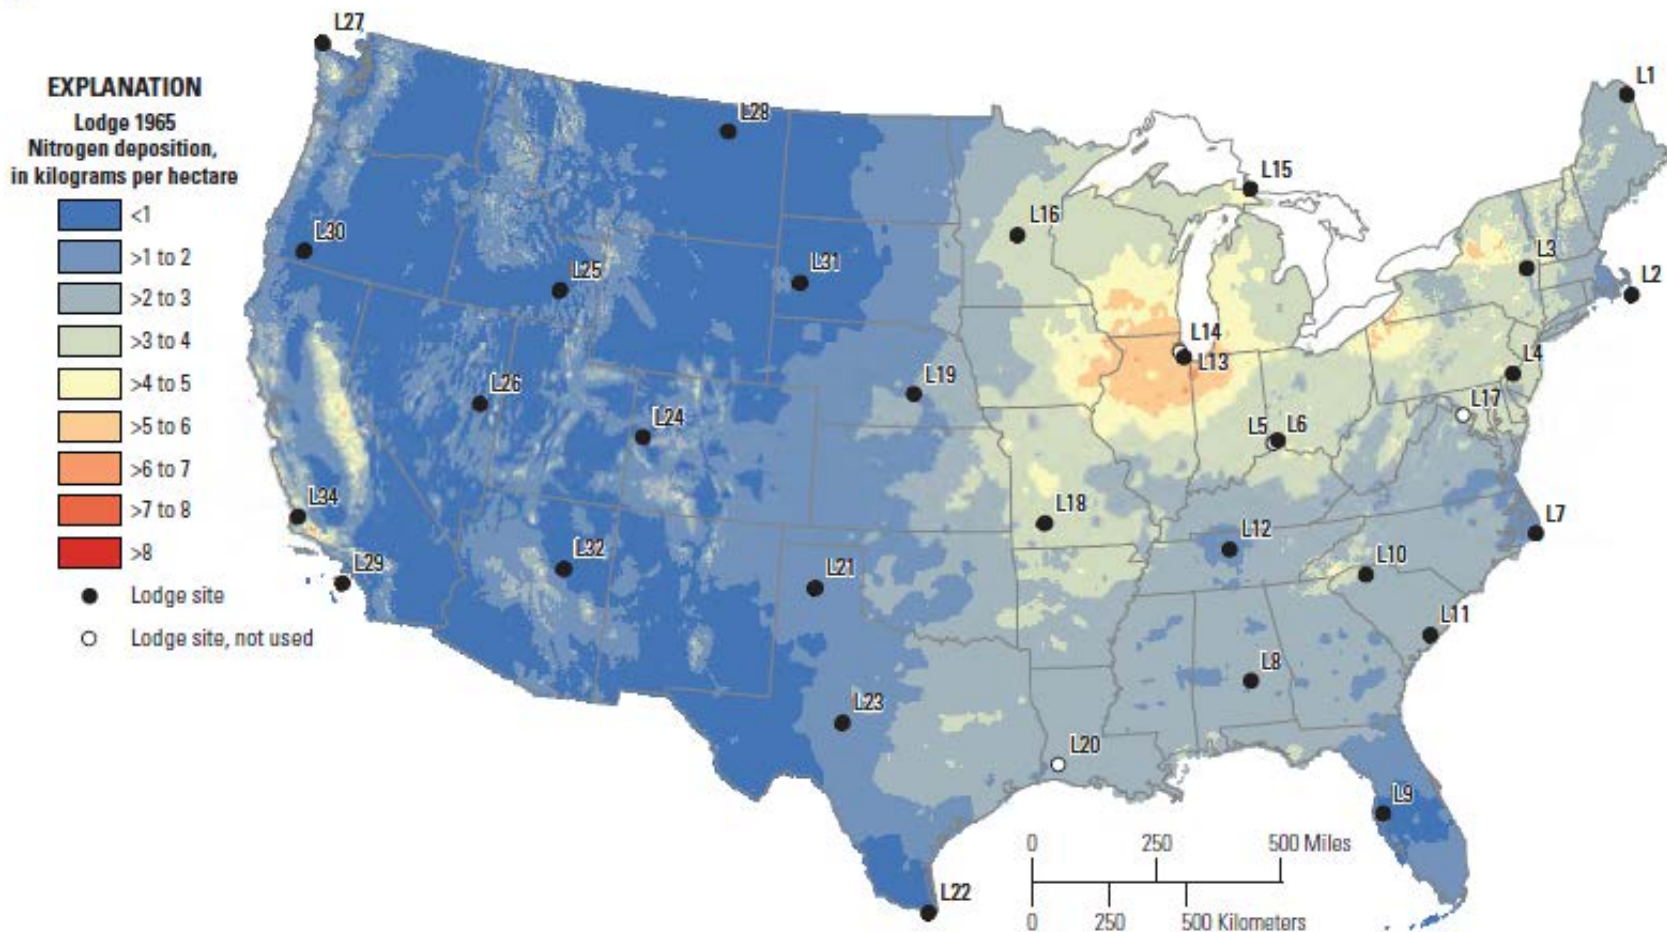 L27
EXPLANATION
Lodge 1965
Nitrogen deposition,
in kilograms per hectare
<1
>1 to 2
>2 to 3
>3 to 4
>4 to 5
>5 to 6
>6 to 7
>7 to 8
>8
Lodge site
Lodge site, not used
L1
L28
L15
L16
L30
L3
L31
L25
L2
L14
L13
L4
L19
L26
L17
L24
L5
L6
L34
L18
L7
L12
L29
L32
L10
L21
L11
L8
L23
L20
L9
L22
0 250 500 Miles
0 250 500 Kilometers